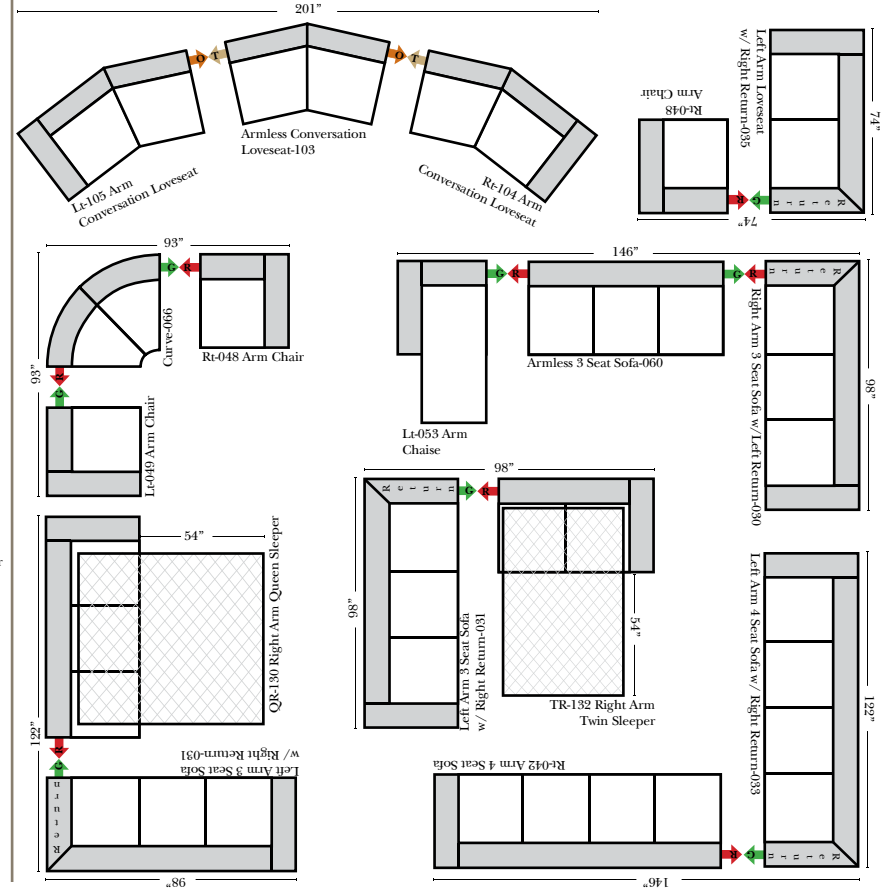 201”
O T
O T
Lt-105 Arm
Conversation Loveseat
Armless Conversation
Loveseat-103
Rt-104 Arm
Conversation Loveseat
Rt-048
Arm Chair
Left Arm Loveseat
w/ Right Return-035
74”
R G
Return
74”
93”
93”
G R
Curve-066
Rt-048 Arm Chair
R
G
Lt-049 Arm Chair
146”
G R
G R
Return
Lt-053 Arm
Chaise
Armless 3 Seat Sofa-060
Right Arm 3 Seat Sofa w/Left Return-030
98”
122”
54”
QR-130 Right Arm Queen Sleeper
R
G
Return
Left Arm 3 Seat Sofa
w/ Right Return-031
98”
98”
98”
Return
G R
Left Arm 3 Seat Sofa
w/ Right Return-031
54”
TR-132 Right Arm
Twin Sleeper
Rt-042 Arm 4 Seat Sofa
R G
Return
Left Arm 4 Seat Sofa w/ Right Return-033
122”
146”